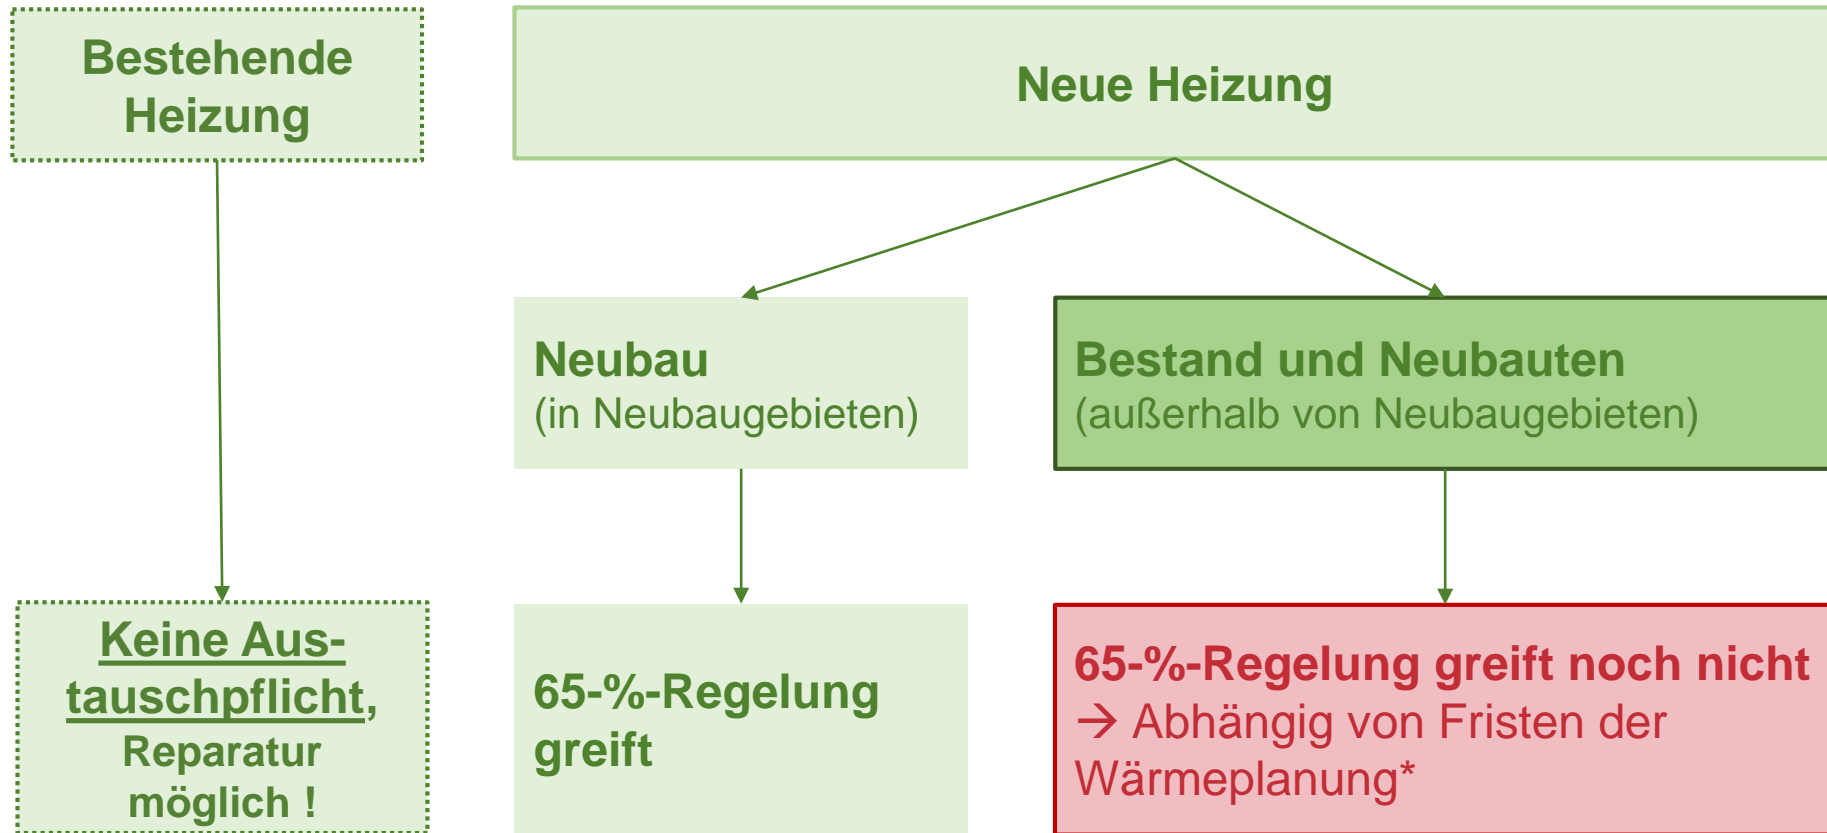 Bestehende
Heizung
Neue Heizung
Neubau
(in Neubaugebieten)
Bestand und Neubauten
(außerhalb von Neubaugebieten)
Keine Aus-
tauschpflicht,
Reparatur
möglich !
65-%-Regelung
greift
65-%-Regelung greift noch nicht
→ Abhängig von Fristen der
Wärmeplanung*